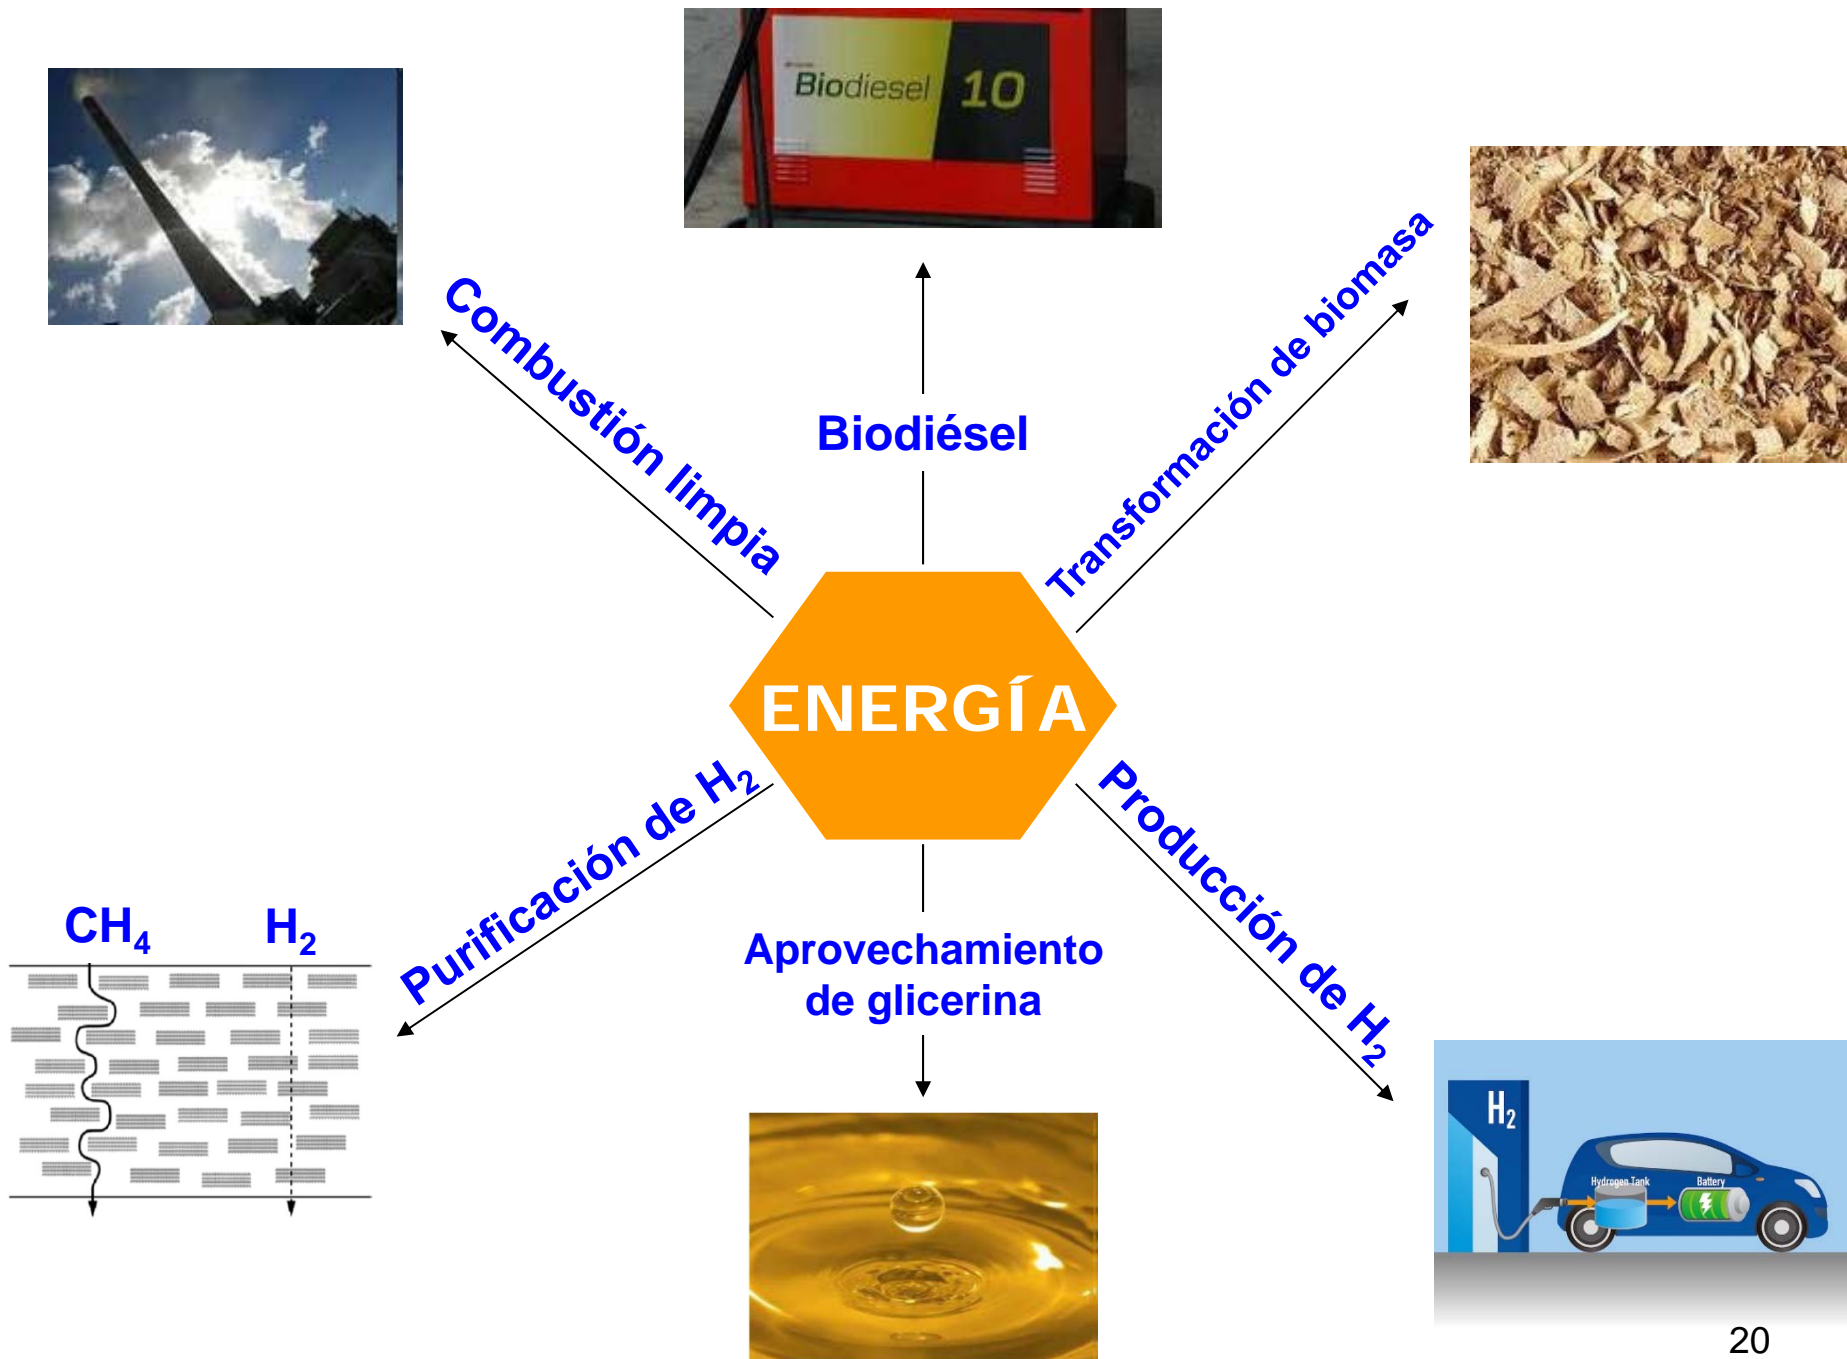 Biodiesel 10
Combustión limpia
Biodiésel
Transformación de biomasa
ENERGÍA
Purificación de H₂
Producción de H₂
Aprovechamiento
de glicerina
CH₄ H₂
H₂
Hydrogen Tank Battery
20